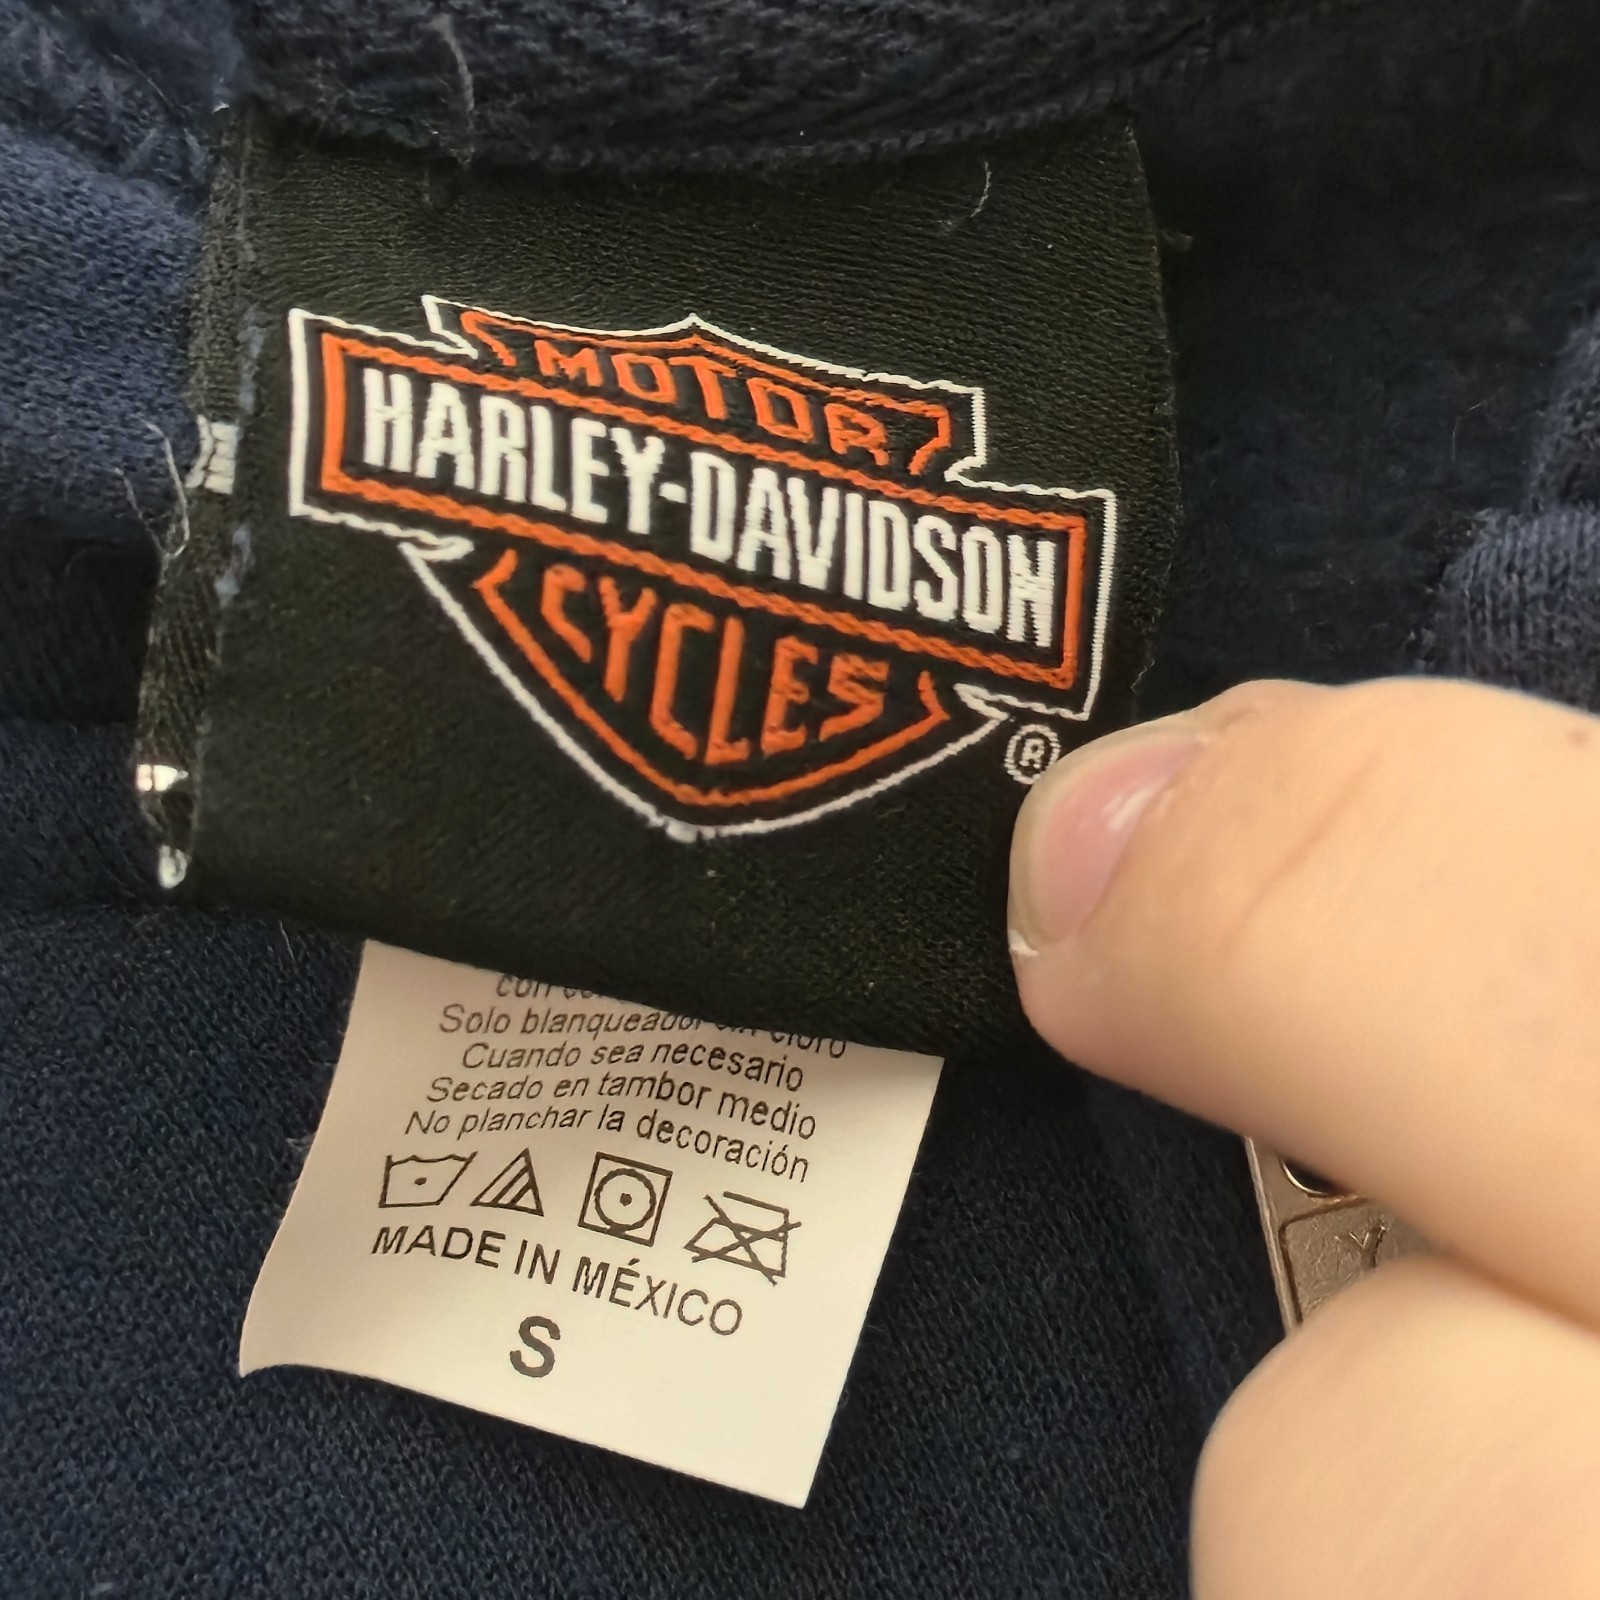 MOTOR
HARLEY-DAVIDSON
CYCLES
®
con
Solo blanqueador sin cloro
Cuando sea necesario
Secado en tambor medio
No planchar la decoración
MADE IN MÉXICO
S